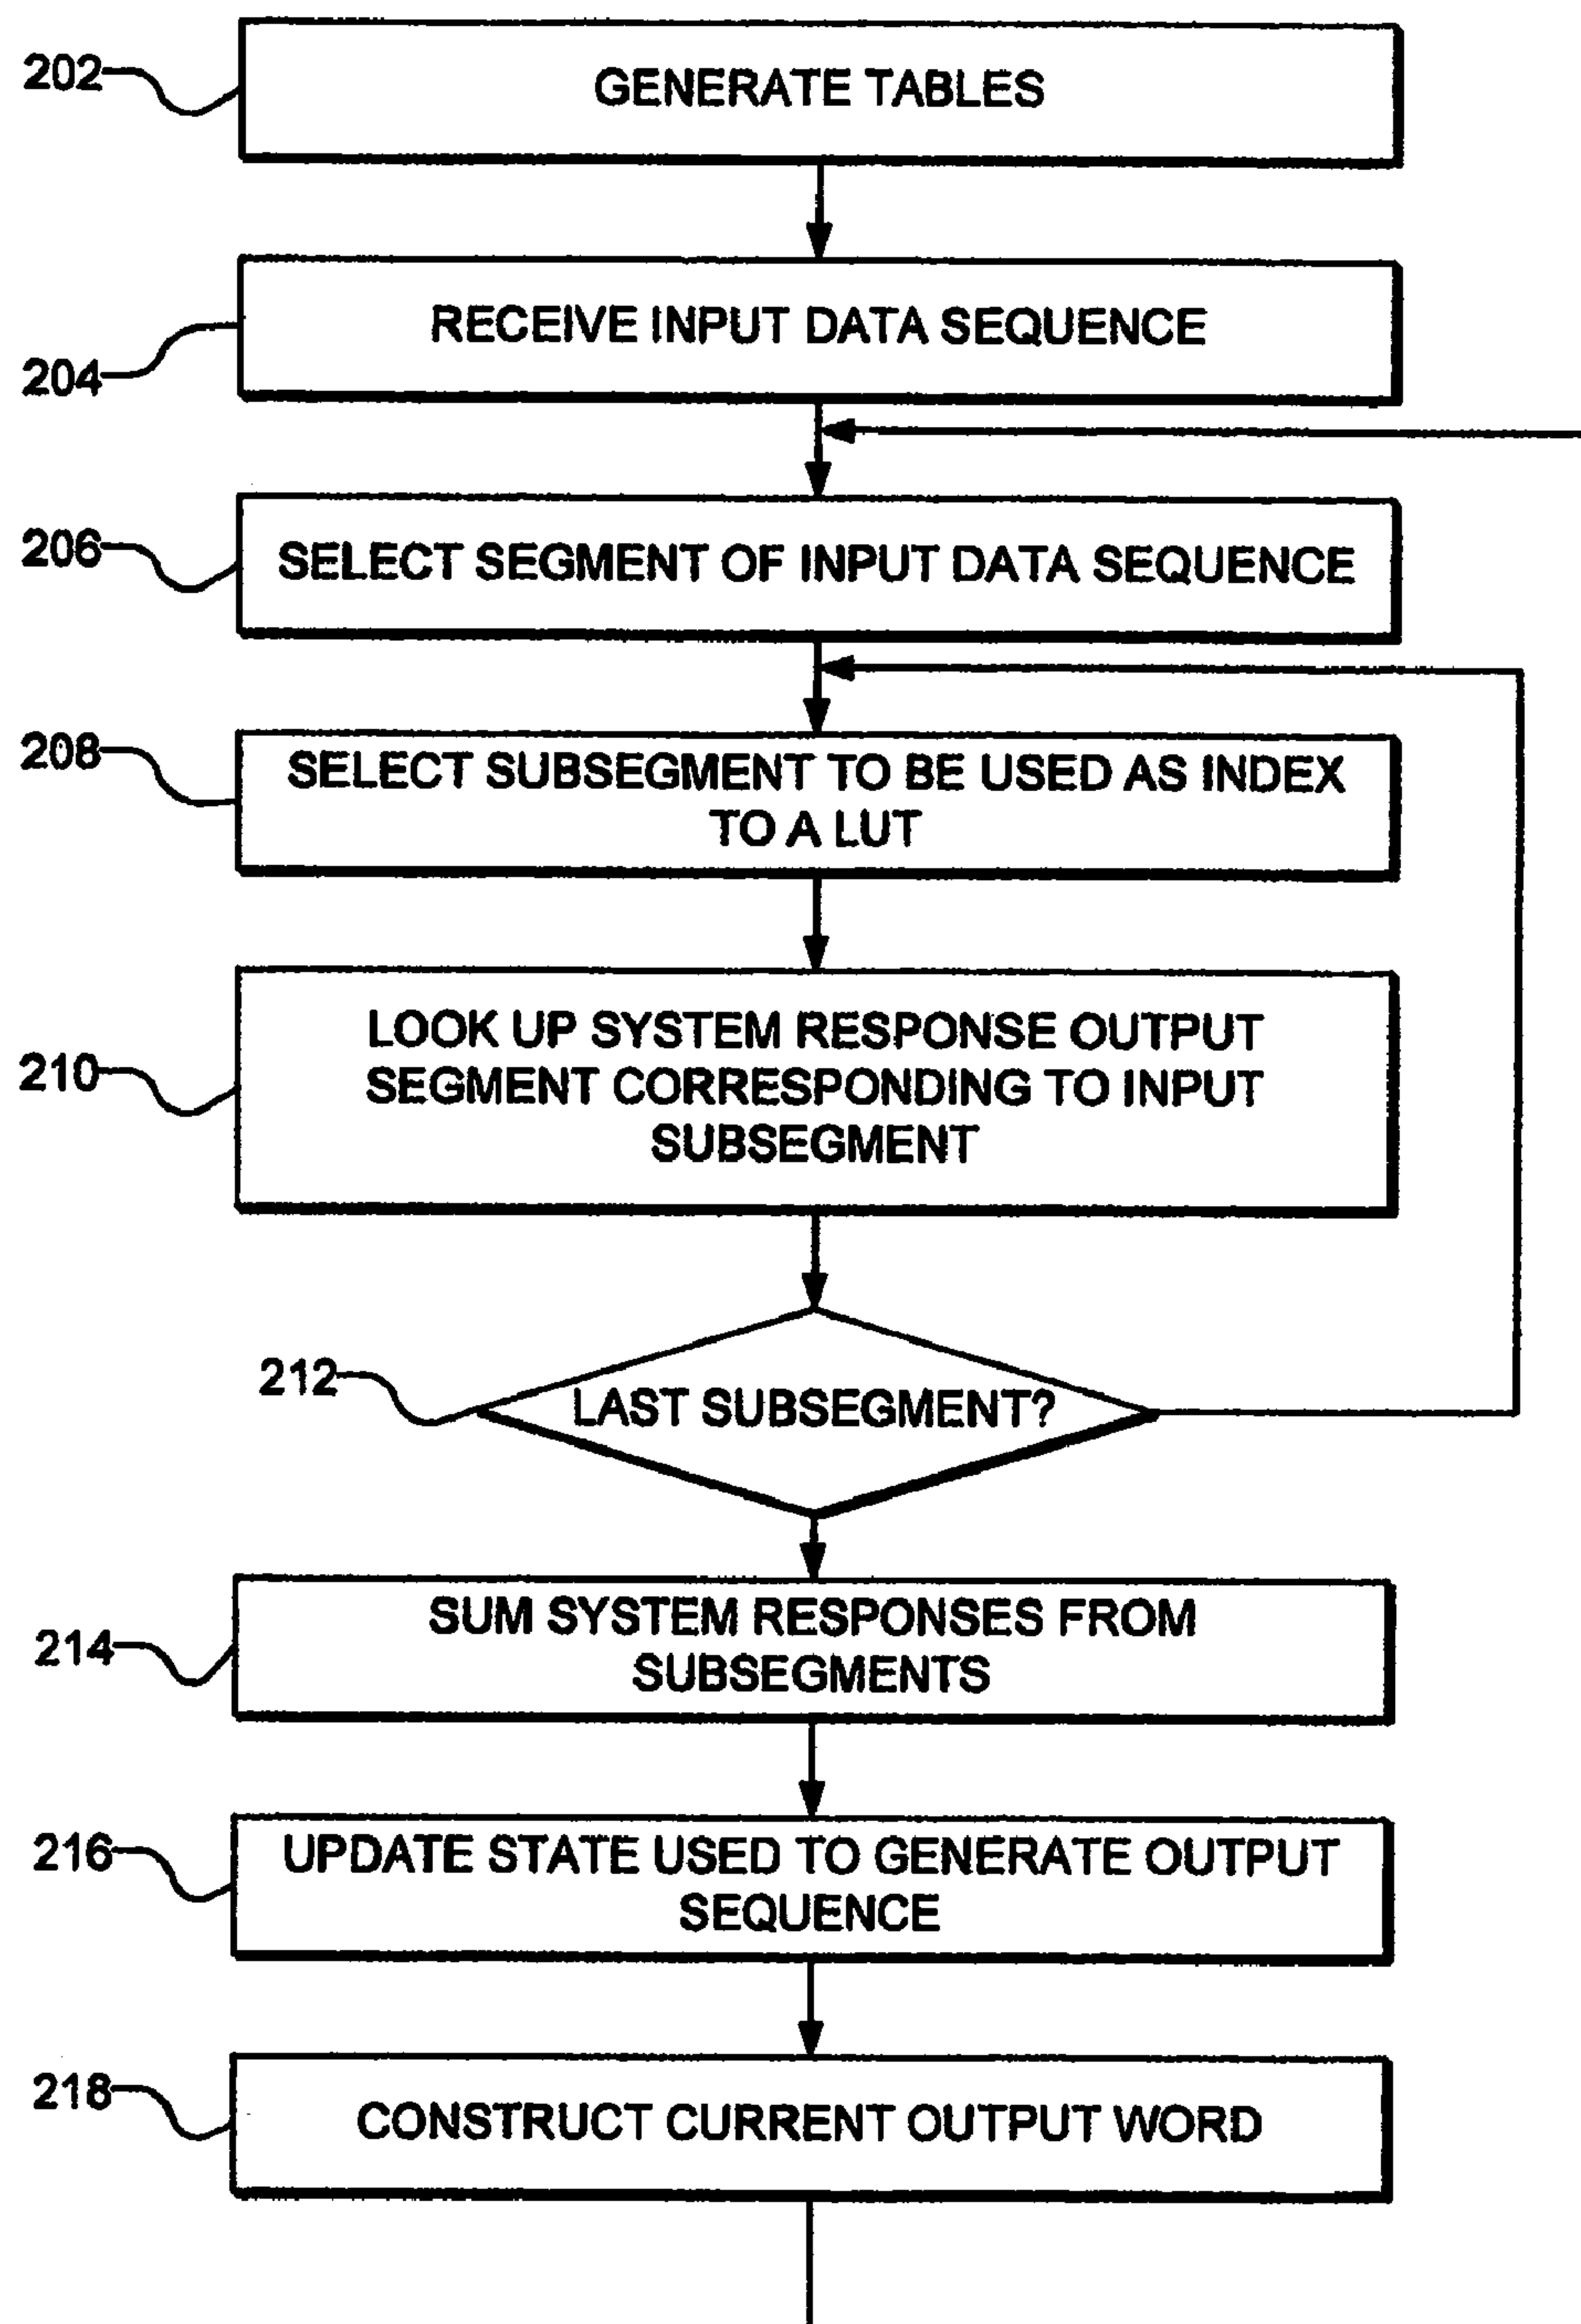 202
GENERATE TABLES
RECEIVE INPUT DATA SEQUENCE
204
206
SELECT SEGMENT OF INPUT DATA SEQUENCE
208
SELECT SUBSEGMENT TO BE USED AS INDEX
TO A LUT
LOOK UP SYSTEM RESPONSE OUTPUT
210
SEGMENT CORRESPONDING TO INPUT
SUBSEGMENT
212
LAST SUBSEGMENT?
SUM SYSTEM RESPONSES FROM
214
SUBSEGMENTS
216
UPDATE STATE USED TO GENERATE OUTPUT
SEQUENCE
218
CONSTRUCT CURRENT OUTPUT WORD